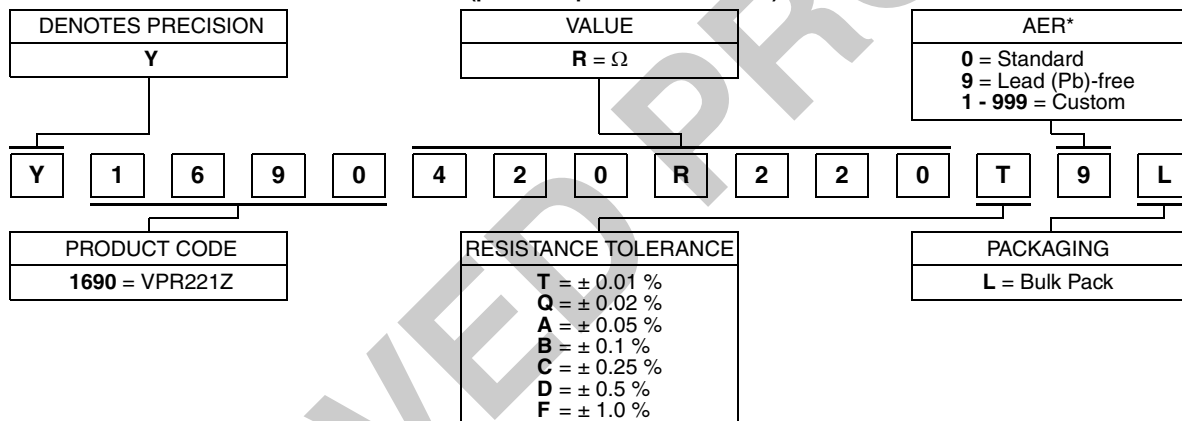 DENOTES PRECISION
Y
VALUE
R = Ω
AER*
0 = Standard
9 = Lead (Pb)-free
1 - 999 = Custom
Y 1 6 9 0 4 2 0 R 2 2 0 T 9 L
PRODUCT CODE
1690 = VPR221Z
RESISTANCE TOLERANCE
T = ± 0.01 %
Q = ± 0.02 %
A = ± 0.05 %
B = ± 0.1 %
C = ± 0.25 %
D = ± 0.5 %
F = ± 1.0 %
PACKAGING
L = Bulk Pack